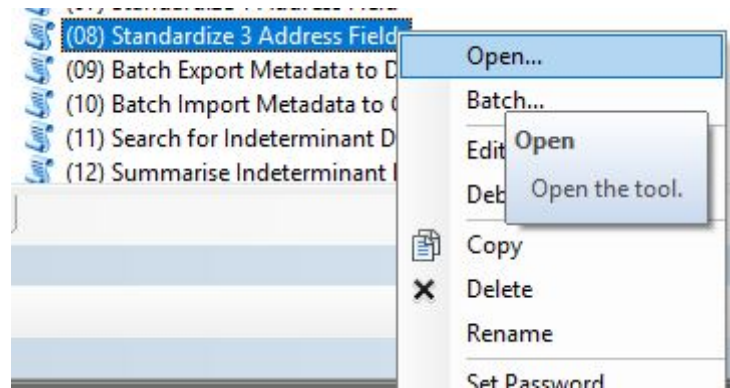 (08) Standardize 3 Address Field
(09) Batch Export Metadata to
(10) Batch Import Metadata to
(11) Search for Indeterminant
(12) Summarise Indeterminant
Open...
Batch...
Edit
Open
Open the tool.
Copy
Delete
Rename
Set Password